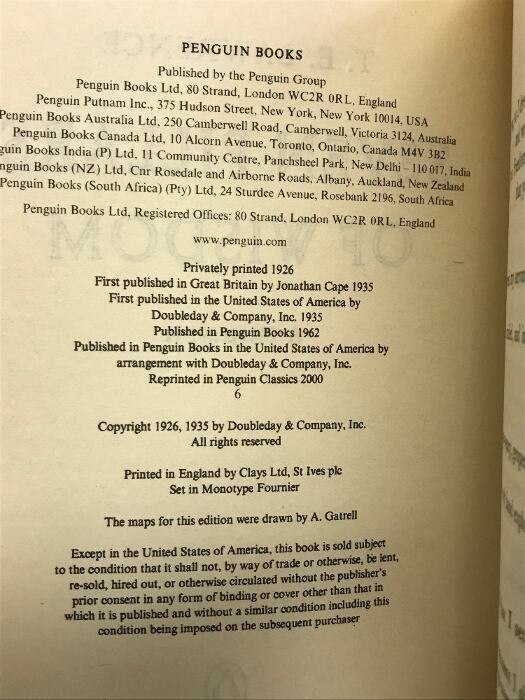 PENGUIN BOOKS
Published by the Penguin Group
Penguin Books Ltd, 80 Strand, London WC2R 0RL, England
Penguin Putnam Inc., 375 Hudson Street, New York, New York 10014, USA
Penguin Books Australia Ltd, 250 Camberwell Road, Camberwell, Victoria 3124, Australia
Penguin Books Canada Ltd, 10 Alcorn Avenue, Toronto, Ontario, Canada M4V 3B2
guin Books India (P) Ltd, 11 Community Centre, Panchsheel Park, New Delhi – 110 017, India
nguin Books (NZ) Ltd, Cnr Rosedale and Airborne Roads, Albany, Auckland, New Zealand
Penguin Books (South Africa) (Pty) Ltd, 24 Sturdee Avenue, Rosebank 2196, South Africa
Penguin Books Ltd, Registered Offices: 80 Strand, London WC2R 0RL, England
www.penguin.com
Privately printed 1926
First published in Great Britain by Jonathan Cape 1935
First published in the United States of America by
Doubleday & Company, Inc. 1935
Published in Penguin Books 1962
Published in Penguin Books in the United States of America by
arrangement with Doubleday & Company, Inc.
Reprinted in Penguin Classics 2000
6
Copyright 1926, 1935 by Doubleday & Company, Inc.
All rights reserved
Printed in England by Clays Ltd, St Ives plc
Set in Monotype Fournier
The maps for this edition were drawn by A. Gatrell
Except in the United States of America, this book is sold subject
to the condition that it shall not, by way of trade or otherwise, be lent,
re-sold, hired out, or otherwise circulated without the publisher's
prior consent in any form of binding or cover other than that in
which it is published and without a similar condition including this
condition being imposed on the subsequent purchaser